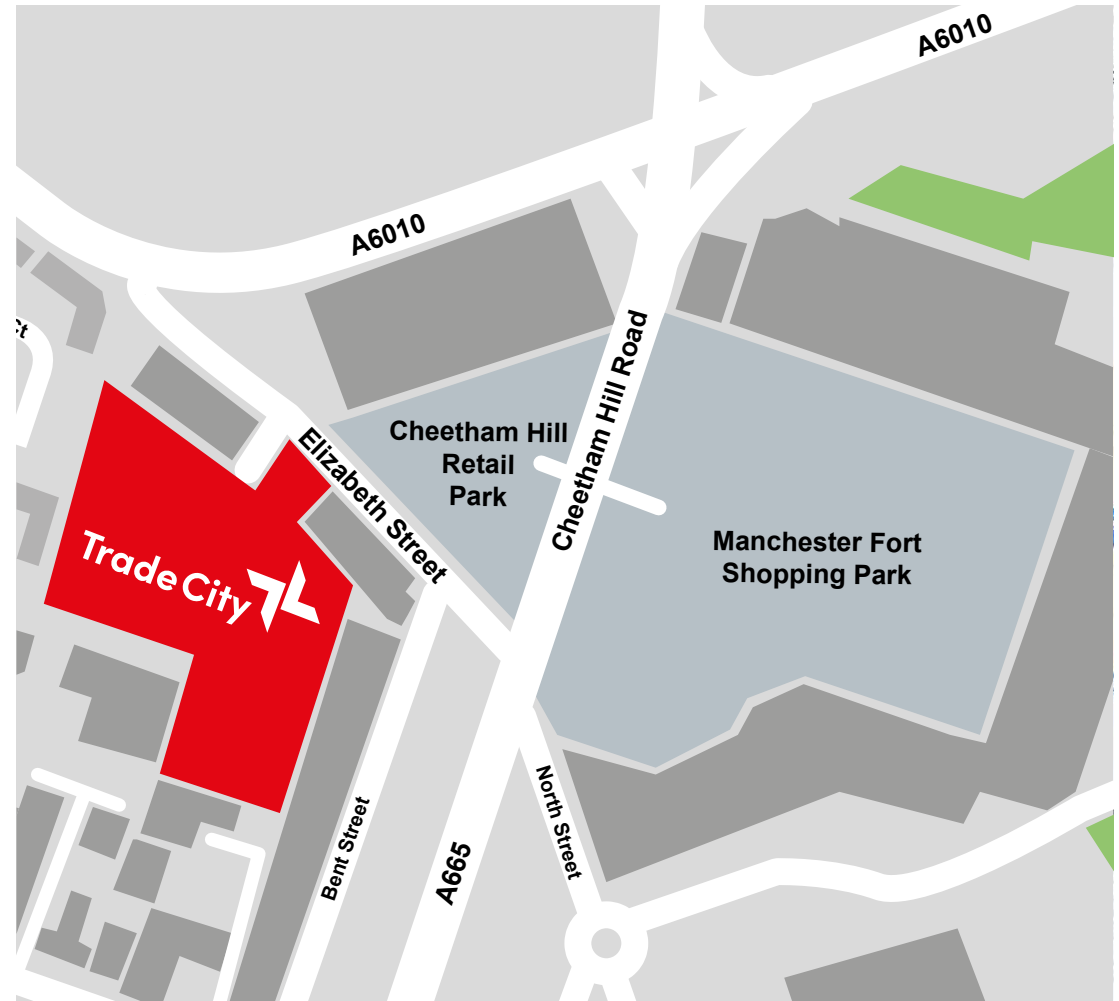 A6010
A6010
Ct
Cheetham Hill Road
Cheetham Hill
Retail
Park
Elizabeth Street
Manchester Fort
Shopping Park
Trade City
North Street
Bent Street
A665